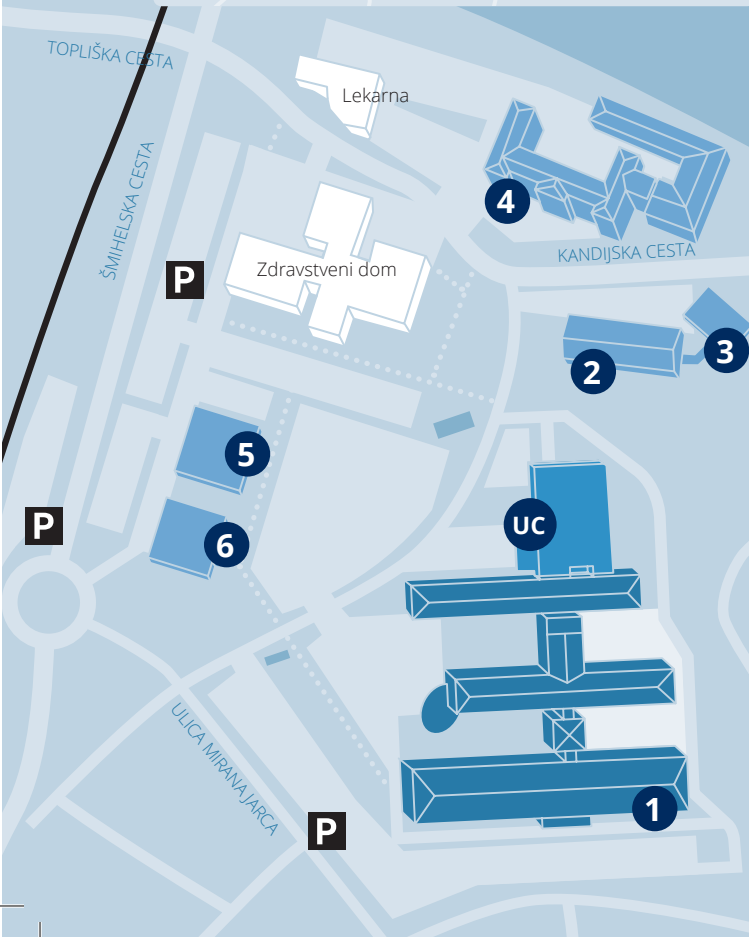 TOPLIŠKA CESTA
Lekarna
ŠMIHELSKA CESTA
4
KANDIJSKA CESTA
P
Zdravstveni dom
3
2
5
UC
P
6
ULICA MIRANA JARCA
1
P